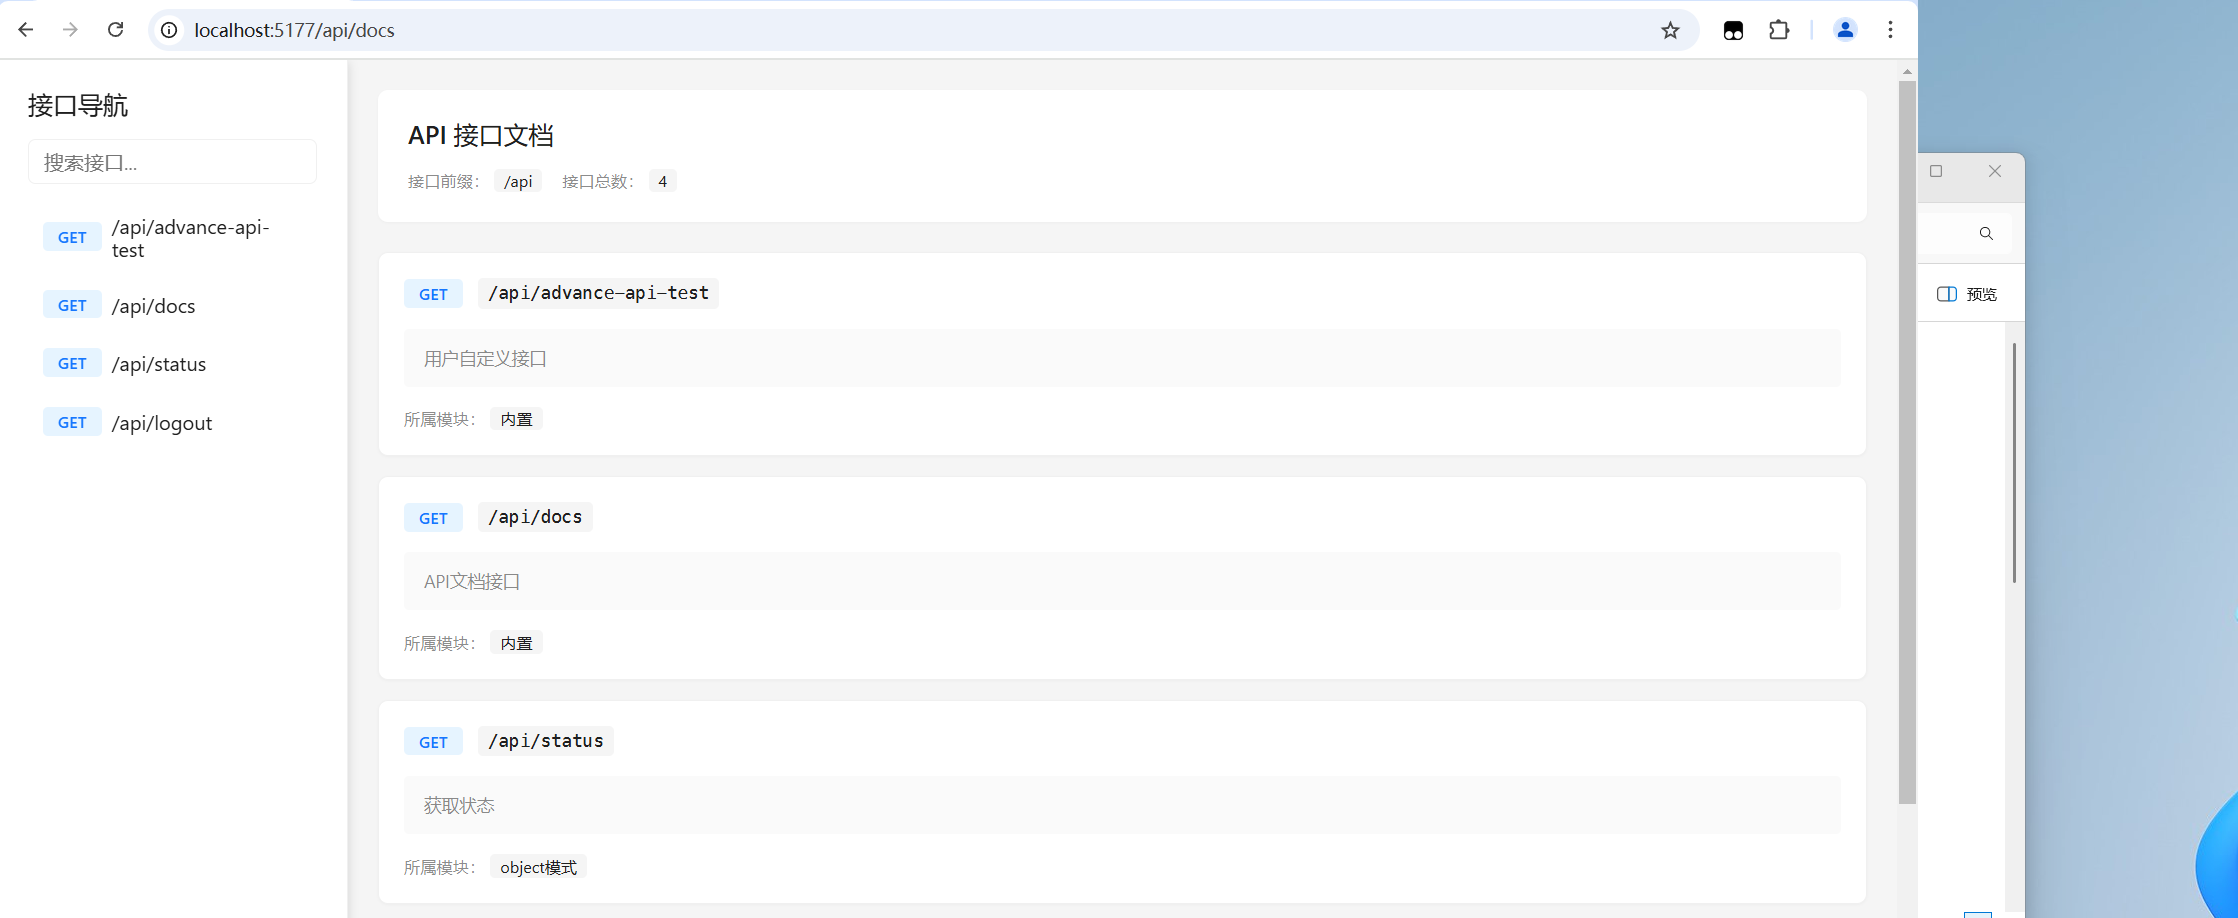 localhost:5177/api/docs
接口导航
搜索接口...
GET /api/advance-api-
test
GET /api/docs
GET /api/status
GET /api/logout
API 接口文档
接口前缀： /api 接口总数： 4
GET /api/advance-api-test
用户自定义接口
所属模块： 内置
GET /api/docs
API文档接口
所属模块： 内置
GET /api/status
获取状态
所属模块： object模式
预览